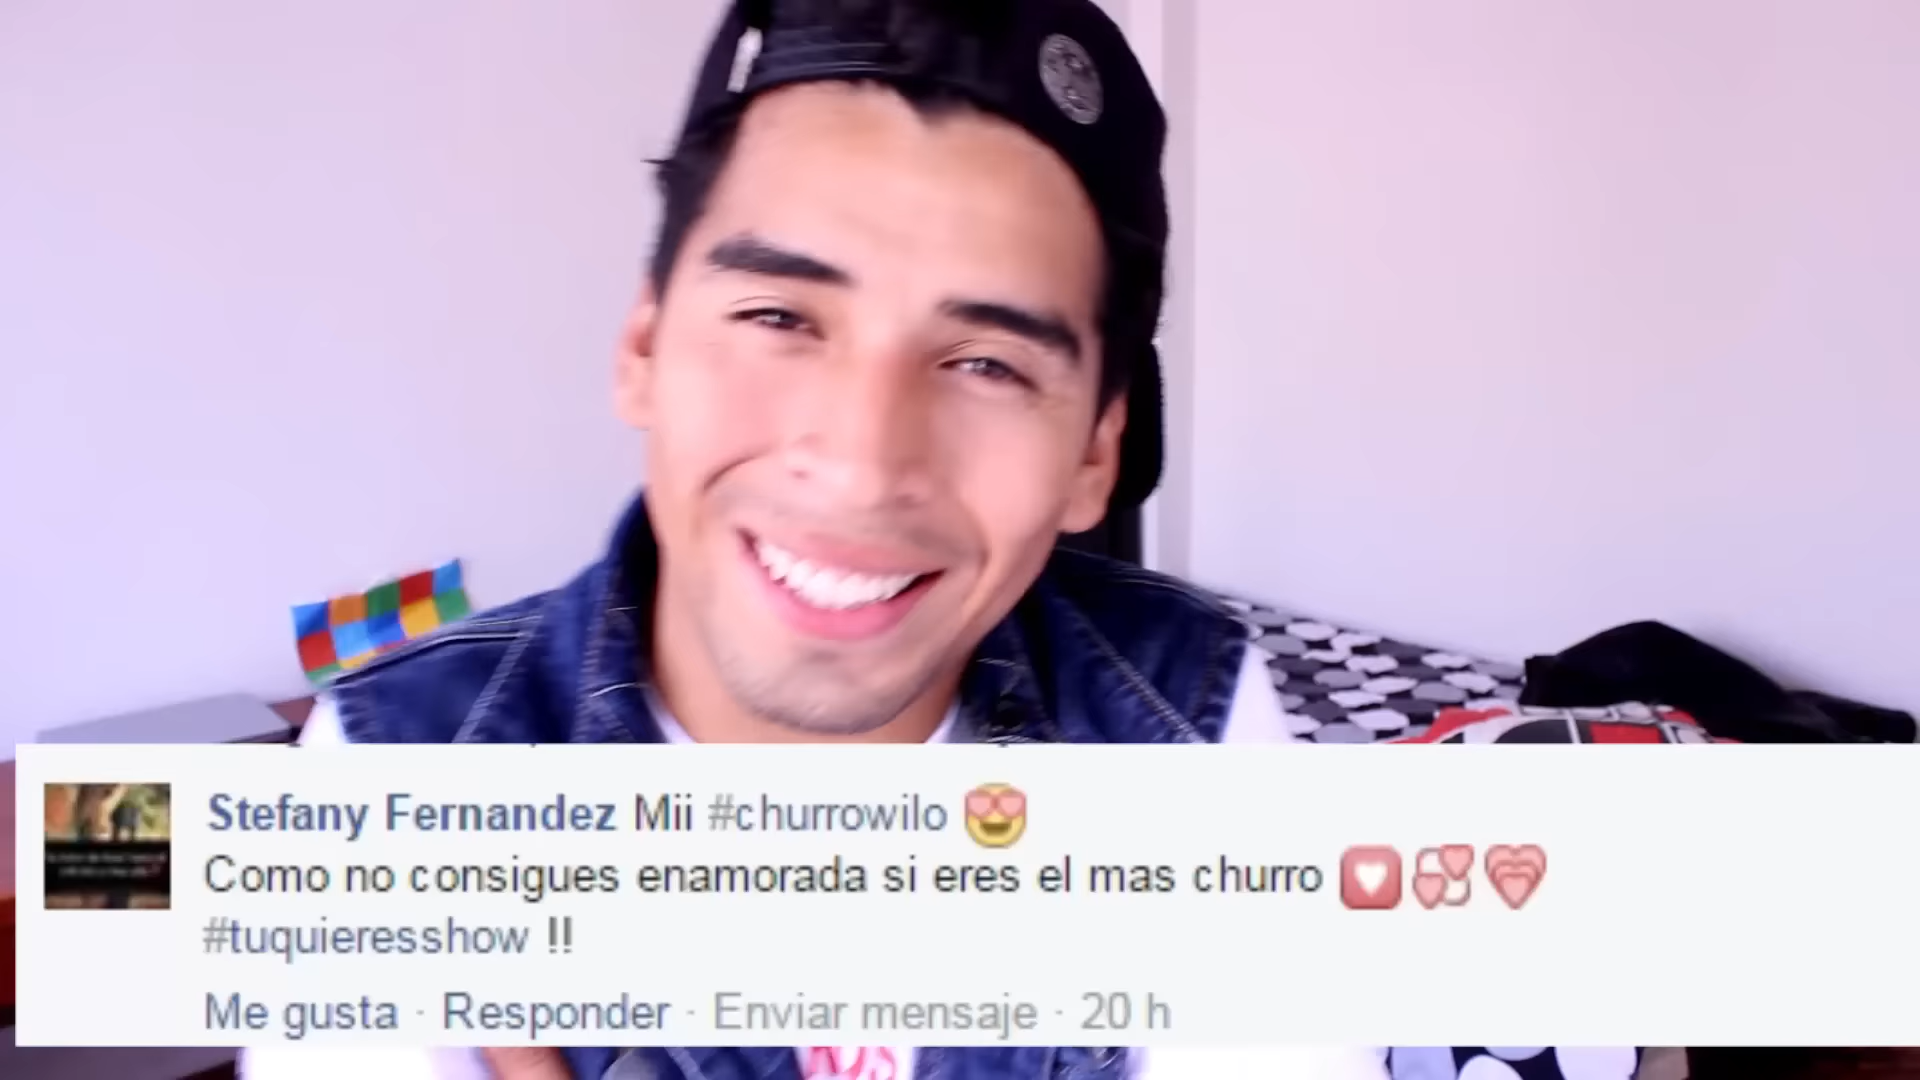 Stefany Fernandez Mii #churrowilo 😍
Como no consigues enamorada si eres el mas churro 💟💞💗
#tuquieresshow !!
Me gusta · Responder · Enviar mensaje · 20 h